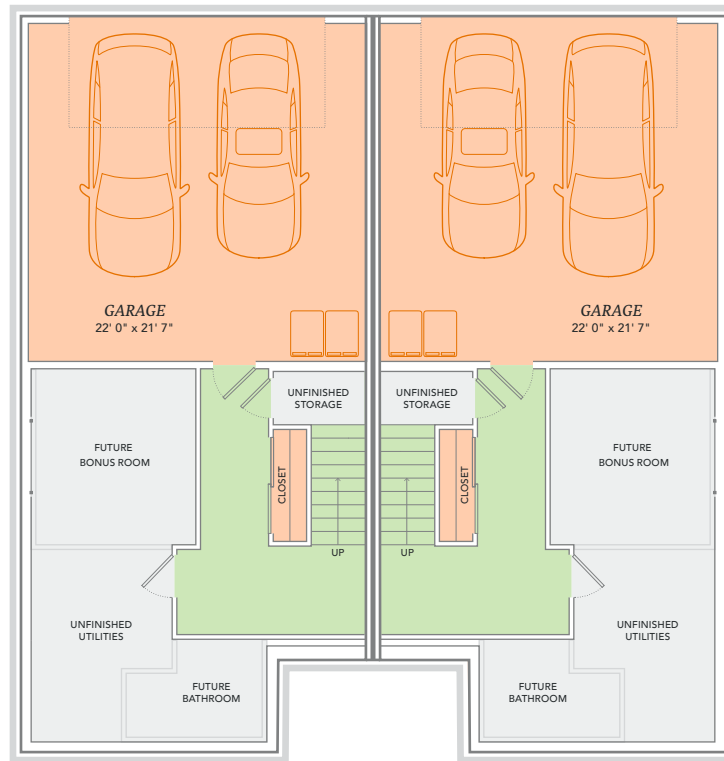 GARAGE
22' 0" x 21' 7"
GARAGE
22' 0" x 21' 7"
UNFINISHED
STORAGE
UNFINISHED
STORAGE
FUTURE
BONUS ROOM
CLOSET
CLOSET
FUTURE
BONUS ROOM
UP
UP
UNFINISHED
UTILITIES
UNFINISHED
UTILITIES
FUTURE
BATHROOM
FUTURE
BATHROOM